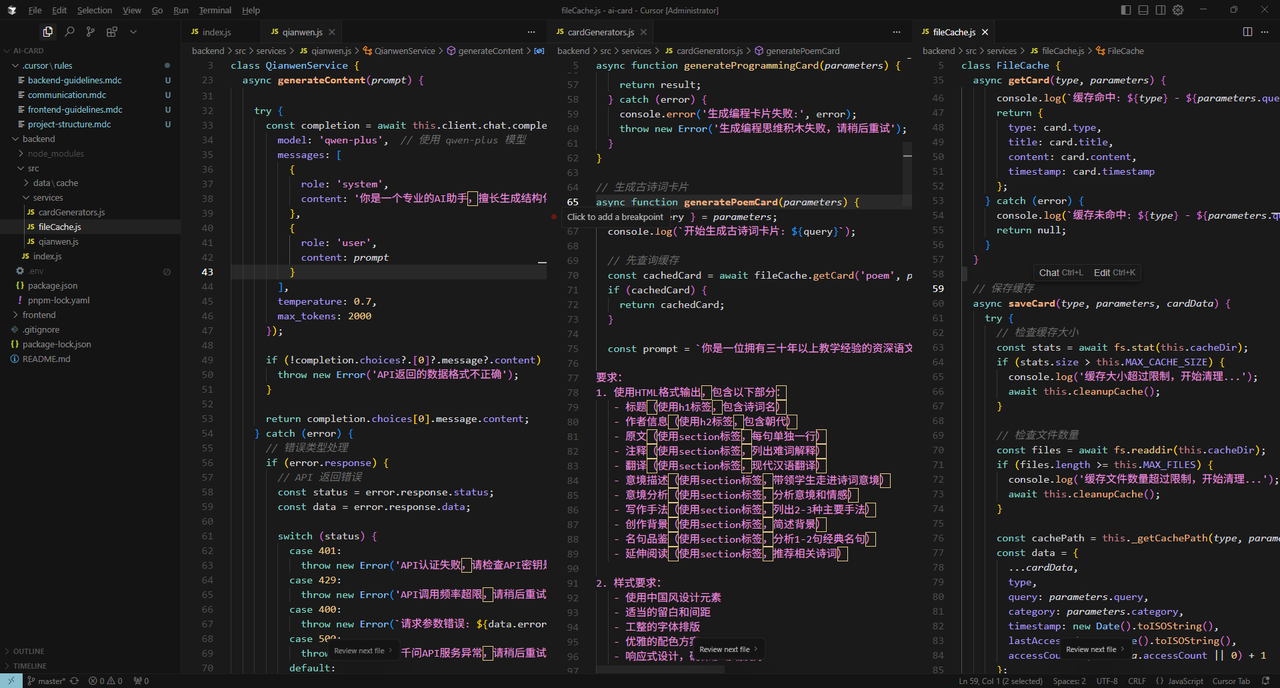 File Edit Selection View Go Run Terminal Help
fileCache.js - ai-card - Cursor [Administrator]
AI-CARD
.cursor\rules
backend-guidelines.mdc U
communication.mdc U
frontend-guidelines.mdc U
project-structure.mdc U
backend
node_modules
src
data\cache
services
cardGenerators.js
fileCache.js
qianwen.js
index.js
.env
package.json
pnpm-lock.yaml
frontend
.gitignore
package-lock.json
README.md
OUTLINE
TIMELINE
index.js
qianwen.js
backend > src > services > qianwen.js > QianwenService > generateContent
3 class QianwenService {
23 async generateContent(prompt) {
31
32 try {
33 const completion = await this.client.chat.comple
34 model: 'qwen-plus', // 使用 qwen-plus 模型
35 messages: [
36 {
37 role: 'system',
38 content: '你是一个专业的AI助手，擅长生成结构化
39 },
40 {
41 role: 'user',
42 content: prompt
43 }
44 ],
45 temperature: 0.7,
46 max_tokens: 2000
47 });
48
49 if (!completion.choices?.[0]?.message?.content)
50 throw new Error('API返回的数据格式不正确');
51 }
52
53 return completion.choices[0].message.content;
54 } catch (error) {
55 // 错误类型处理
56 if (error.response) {
57 // API 返回错误
58 const status = error.response.status;
59 const data = error.response.data;
60
61 switch (status) {
62 case 401:
63 throw new Error('API认证失败，请检查API密钥是
64 case 429:
65 throw new Error('API调用频率超限，请稍后重试
66 case 400:
67 throw new Error(`请求参数错误: ${data.error
68 case 500:
69 throw 千问API服务异常，请稍后重试
70 default:
Review next file
cardGenerators.js
backend > src > services > cardGenerators.js > generatePoemCard
5 async function generateProgrammingCard(parameters) {
57 return result;
58 } catch (error) {
59 console.error('生成编程卡片失败:', error);
60 throw new Error('生成编程思维积木失败，请稍后重试');
61 }
62 }
63
64 // 生成古诗词卡片
65 async function generatePoemCard(parameters) {
Click to add a breakpoint ery } = parameters;
67 console.log(`开始生成古诗词卡片: ${query}`);
68
69 // 先查询缓存
70 const cachedCard = await fileCache.getCard('poem', p
71 if (cachedCard) {
72 return cachedCard;
73 }
74
75 const prompt = `你是一位拥有三十年以上教学经验的资深语文
76
77 要求：
78 1. 使用HTML格式输出，包含以下部分：
79 - 标题（使用h1标签，包含诗词名）
80 - 作者信息（使用h2标签，包含朝代）
81 - 原文（使用section标签，每句单独一行）
82 - 注释（使用section标签，列出难词解释）
83 - 翻译（使用section标签，现代汉语翻译）
84 - 意境描述（使用section标签，带领学生走进诗词意境）
85 - 意境分析（使用section标签，分析意境和情感）
86 - 写作手法（使用section标签，列出2-3种主要手法）
87 - 创作背景（使用section标签，简述背景）
88 - 名句品鉴（使用section标签，分析1-2句经典名句）
89 - 延伸阅读（使用section标签，推荐相关诗词）
90
91 2. 样式要求：
92 - 使用中国风设计元素
93 - 适当的留白和间距
94 - 工整的字体排版
95 - 优雅的配色方
96 - 响应式设计，
97
Review next file
fileCache.js
backend > src > services > fileCache.js > FileCache
5 class FileCache {
35 async getCard(type, parameters) {
46 console.log(`缓存命中: ${type} - ${parameters.que
47 return {
48 type: card.type,
49 title: card.title,
50 content: card.content,
51 timestamp: card.timestamp
52 };
53 } catch (error) {
54 console.log(`缓存未命中: ${type} - ${parameters.q
55 return null;
56 }
57 }
58
Chat Ctrl+L Edit Ctrl+K
59 // 保存缓存
60 async saveCard(type, parameters, cardData) {
61 try {
62 // 检查缓存大小
63 const stats = await fs.stat(this.cacheDir);
64 if (stats.size > this.MAX_CACHE_SIZE) {
65 console.log('缓存大小超过限制，开始清理...');
66 await this.cleanupCache();
67 }
68
69 // 检查文件数量
70 const files = await fs.readdir(this.cacheDir);
71 if (files.length >= this.MAX_FILES) {
72 console.log('缓存文件数量超过限制，开始清理...');
73 await this.cleanupCache();
74 }
75
76 const cachePath = this._getCachePath(type, param
77 const data = {
78 ...cardData,
79 type,
80 query: parameters.query,
81 category: parameters.category,
82 timestamp: new Date().toISOString(),
83 lastAcces e().toISOString(),
84 accessCou a.accessCount || 0) + 1
85 };
Review next file
master* 0 0 0
Ln 59, Col 1 (2 selected) Spaces: 2 UTF-8 CRLF {} JavaScript Cursor Tab